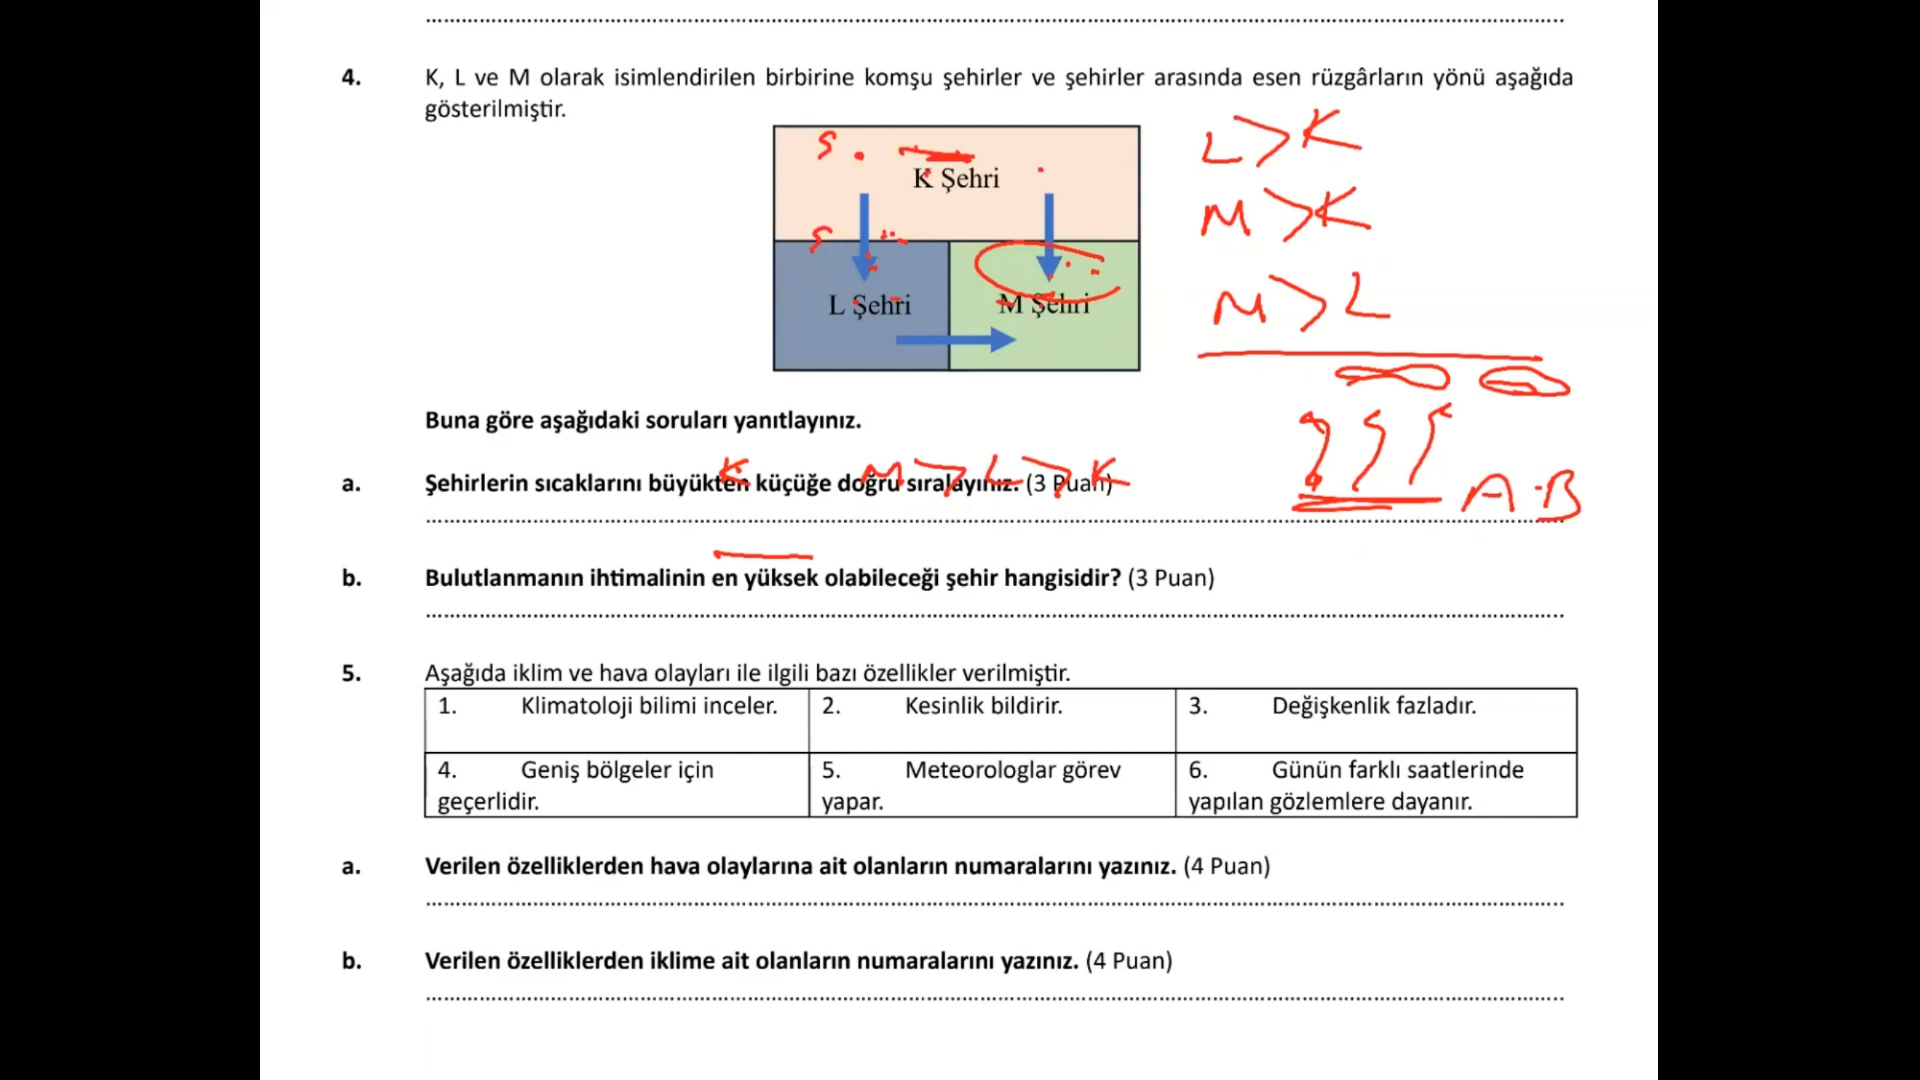 4. K, L ve M olarak isimlendirilen birbirine komşu şehirler ve şehirler arasında esen rüzgârların yönü aşağıda
gösterilmiştir.
S
K Şehri
S
L Şehri
M Şehri
L > K
M > K
M > L
Buna göre aşağıdaki soruları yanıtlayınız.
K M > L > K
a. Şehirlerin sıcaklarını büyükten küçüğe doğru sıralayınız. (3 Puan)
A.B
b. Bulutlanmanın ihtimalinin en yüksek olabileceği şehir hangisidir? (3 Puan)
5. Aşağıda iklim ve hava olayları ile ilgili bazı özellikler verilmiştir.
1. Klimatoloji bilimi inceler.
2. Kesinlik bildirir.
3. Değişkenlik fazladır.
4. Geniş bölgeler için
geçerlidir.
5. Meteorologlar görev
yapar.
6. Günün farklı saatlerinde
yapılan gözlemlere dayanır.
a. Verilen özelliklerden hava olaylarına ait olanların numaralarını yazınız. (4 Puan)
b. Verilen özelliklerden iklime ait olanların numaralarını yazınız. (4 Puan)